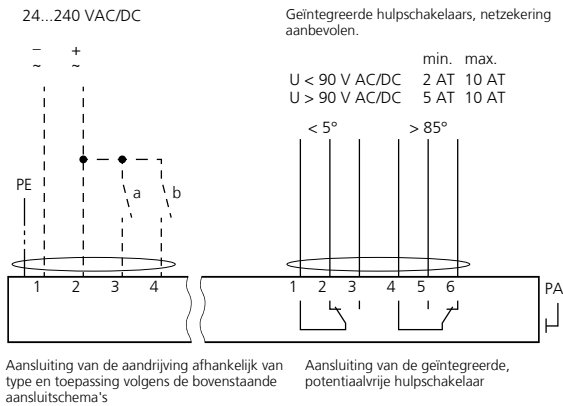 24...240 VAC/DC
Geïntegreerde hulpschakelaars, netzekering
aanbevolen.
– +
~ ~
min. max.
U < 90 V AC/DC 2 AT 10 AT
U > 90 V AC/DC 5 AT 10 AT
< 5° > 85°
PE a b
1 2 3 4 1 2 3 4 5 6 PA
Aansluiting van de aandrijving afhankelijk van
type en toepassing volgens de bovenstaande
aansluitschema's
Aansluiting van de geïntegreerde,
potentiaalvrije hulpschakelaar